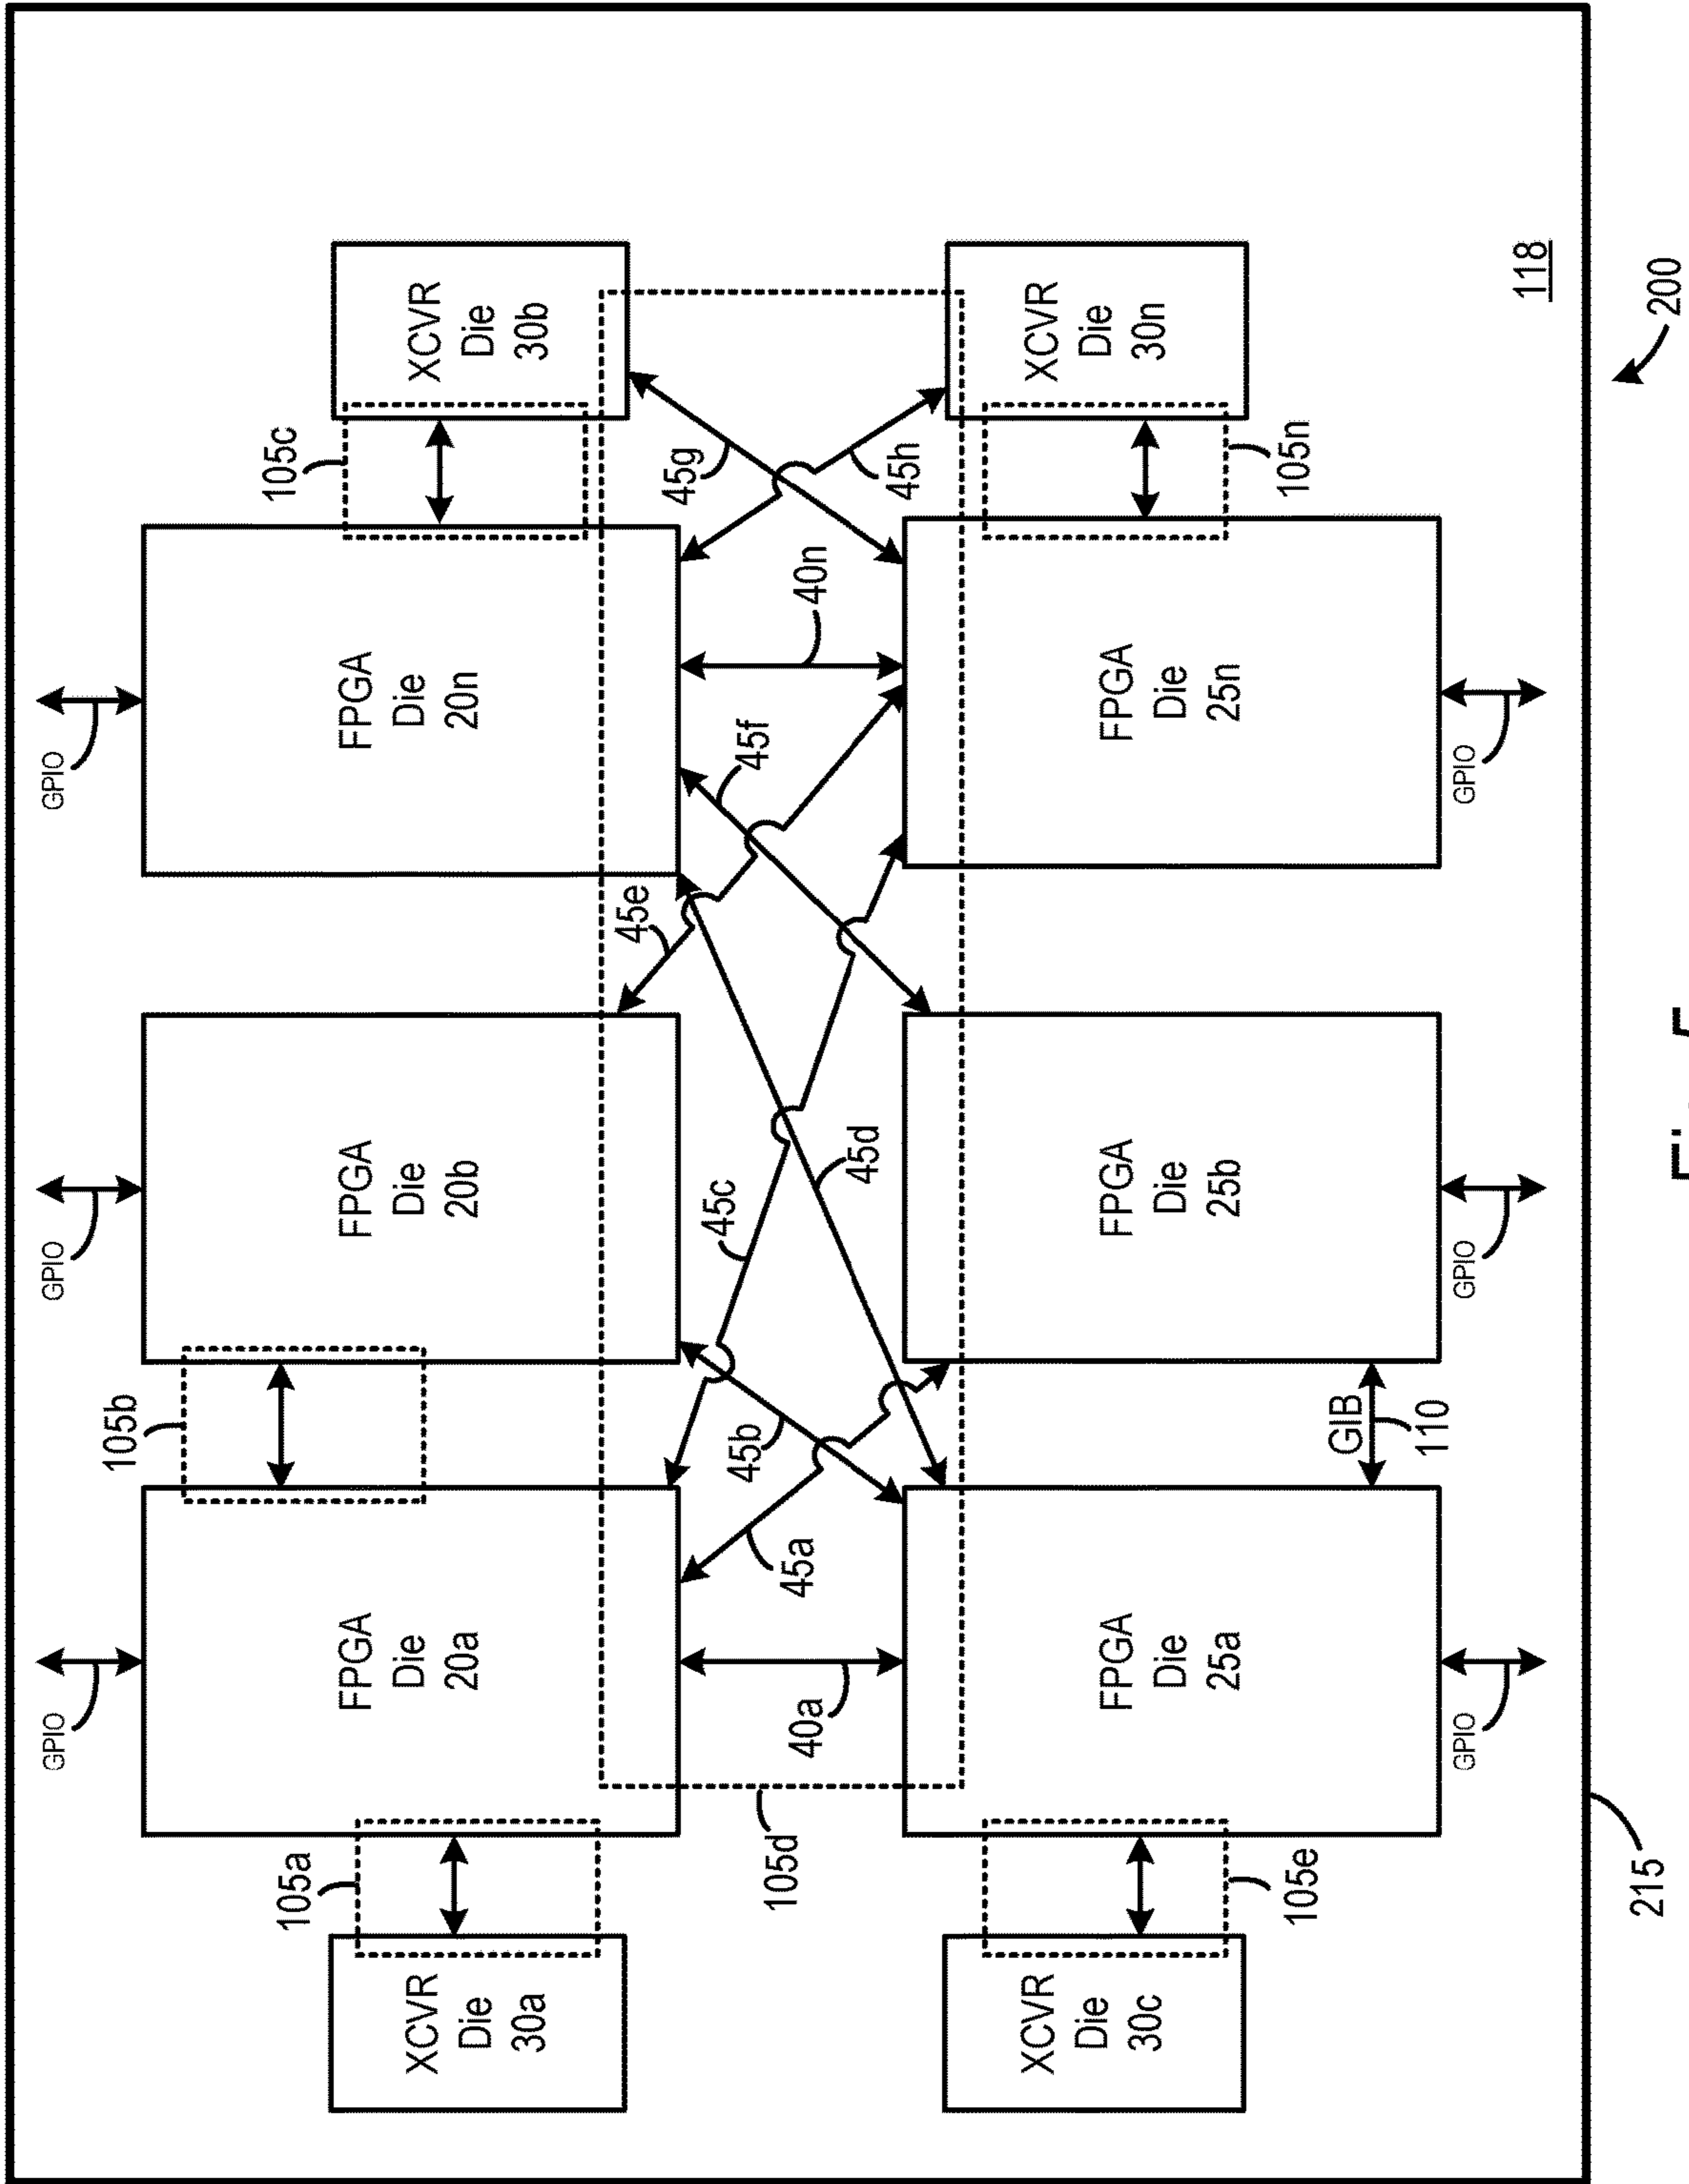 GPIO
GPIO
GPIO
105b
105a
105c
XCVR
Die
30a
FPGA
Die
20a
FPGA
Die
20b
FPGA
Die
20n
XCVR
Die
30b
45e
45g
45c
45b
45f
105d
40a
45a
45d
40n
45h
XCVR
Die
30c
FPGA
Die
25a
FPGA
Die
25b
FPGA
Die
25n
XCVR
Die
30n
105e
105n
GIB
110
GPIO
GPIO
GPIO
118
215
200